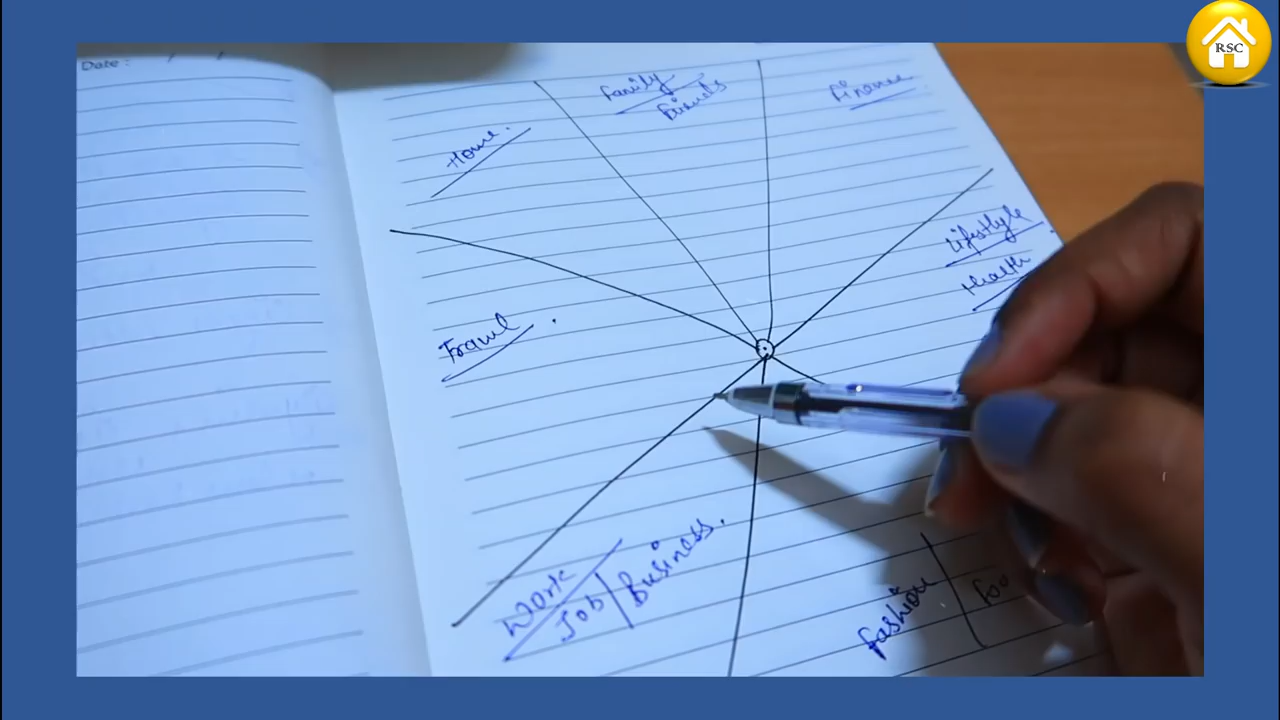 RSC
Date : / /
Family
Friends
Finance
Home.
Lifestyle
Health
Travel
Work
Job | Business.
Fashion